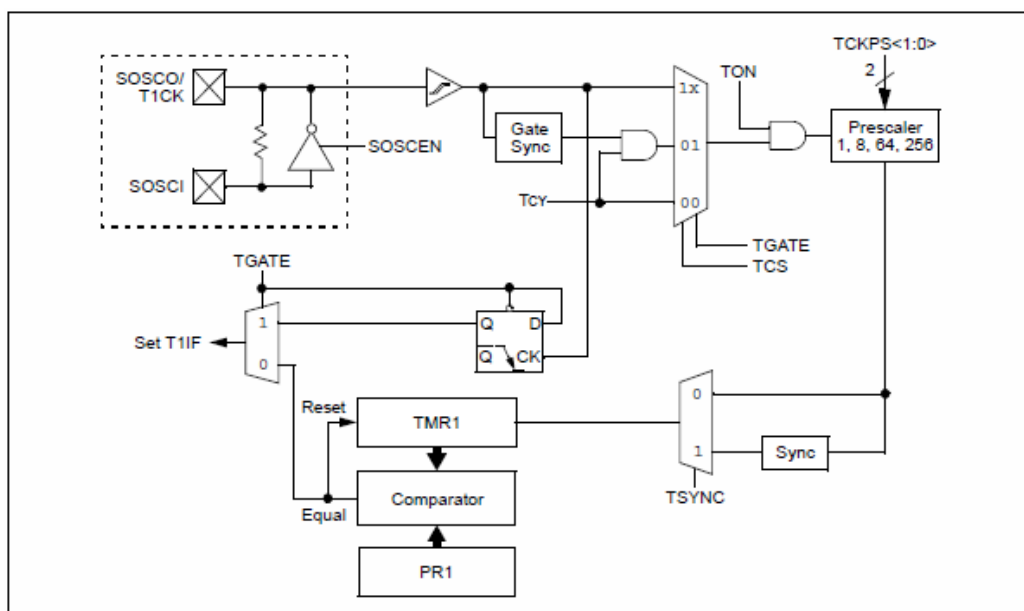 TCKPS<1:0>
2
SOSCO/
T1CK
TON
1x
Gate
Sync
Prescaler
1, 8, 64, 256
SOSCEN
01
SOSCI
TCY
00
TGATE
TCS
TGATE
1
Q D
Set T1IF
Q CK
0
0
Reset
TMR1
1
Sync
TSYNC
Comparator
Equal
PR1